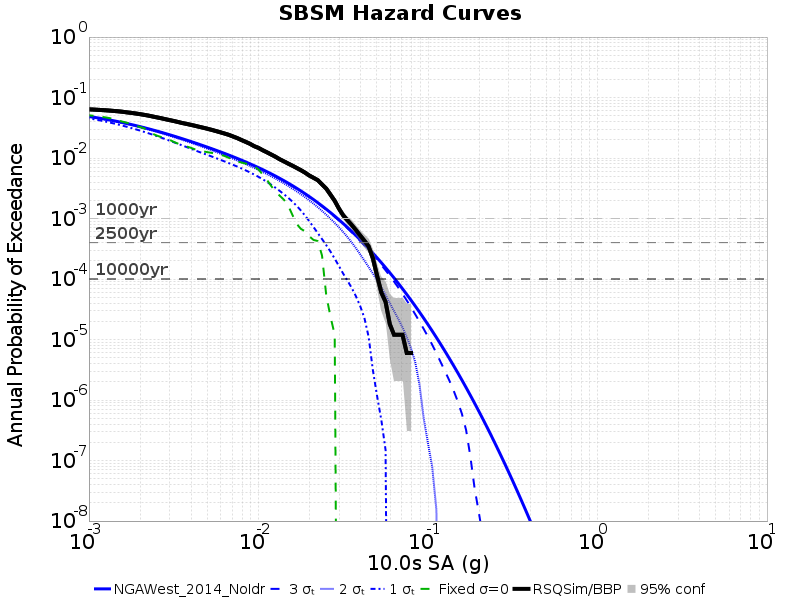 SBSM Hazard Curves
Annual Probability of Exceedance
10^0
10^-1
10^-2
10^-3
10^-4
10^-5
10^-6
10^-7
10^-8
1000yr
2500yr
10000yr
10^-3 10^-2 10^-1 10^0 10^1
10.0s SA (g)
NGAWest_2014_NoIdr 3 σₜ 2 σₜ 1 σₜ Fixed σ=0 RSQSim/BBP 95% conf